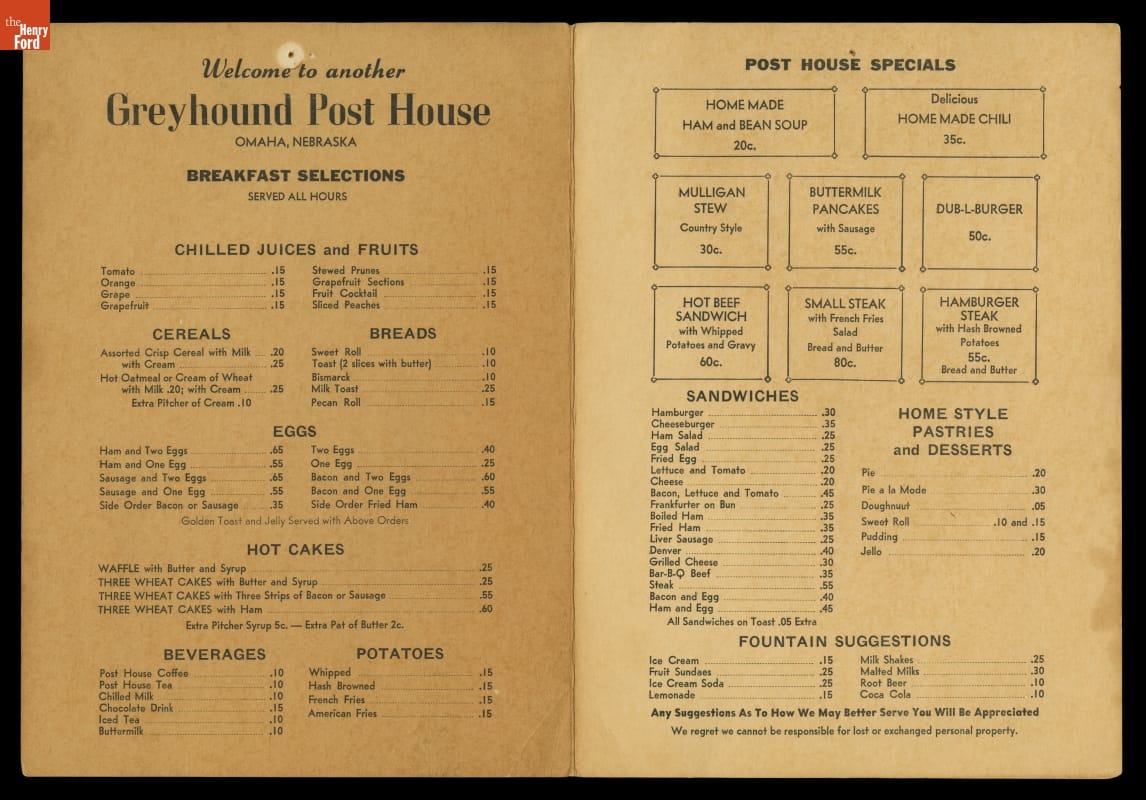 the
Henry
Ford
Welcome to another
Greyhound Post House
OMAHA, NEBRASKA
BREAKFAST SELECTIONS
SERVED ALL HOURS
CHILLED JUICES and FRUITS
Tomato .15
Orange .15
Grape .15
Grapefruit .15
Stewed Prunes .15
Grapefruit Sections .15
Fruit Cocktail .15
Sliced Peaches .15
CEREALS
Assorted Crisp Cereal with Milk .20
with Cream .25
Hot Oatmeal or Cream of Wheat
with Milk .20; with Cream .25
Extra Pitcher of Cream .10
BREADS
Sweet Roll .10
Toast (2 slices with butter) .10
Bismarck .10
Milk Toast .25
Pecan Roll .15
EGGS
Ham and Two Eggs .65
Ham and One Egg .55
Sausage and Two Eggs .65
Sausage and One Egg .55
Side Order Bacon or Sausage .35
Two Eggs .40
One Egg .25
Bacon and Two Eggs .60
Bacon and One Egg .55
Side Order Fried Ham .40
Golden Toast and Jelly Served with Above Orders
HOT CAKES
WAFFLE with Butter and Syrup .25
THREE WHEAT CAKES with Butter and Syrup .25
THREE WHEAT CAKES with Three Strips of Bacon or Sausage .55
THREE WHEAT CAKES with Ham .60
Extra Pitcher Syrup 5c. — Extra Pat of Butter 2c.
BEVERAGES
Post House Coffee .10
Post House Tea .10
Chilled Milk .10
Chocolate Drink .15
Iced Tea .10
Buttermilk .10
POTATOES
Whipped .15
Hash Browned .15
French Fries .15
American Fries .15
POST HOUSE SPECIALS
HOME MADE
HAM and BEAN SOUP
20c.
Delicious
HOME MADE CHILI
35c.
MULLIGAN
STEW
Country Style
30c.
BUTTERMILK
PANCAKES
with Sausage
55c.
DUB-L-BURGER
50c.
HOT BEEF
SANDWICH
with Whipped
Potatoes and Gravy
60c.
SMALL STEAK
with French Fries
Salad
Bread and Butter
80c.
HAMBURGER
STEAK
with Hash Browned
Potatoes
55c.
Bread and Butter
SANDWICHES
Hamburger .30
Cheeseburger .35
Ham Salad .25
Egg Salad .25
Fried Egg .25
Lettuce and Tomato .20
Cheese .20
Bacon, Lettuce and Tomato .45
Frankfurter on Bun .25
Boiled Ham .35
Fried Ham .35
Liver Sausage .25
Denver .40
Grilled Cheese .30
Bar-B-Q Beef .35
Steak .55
Bacon and Egg .40
Ham and Egg .45
All Sandwiches on Toast .05 Extra
HOME STYLE
PASTRIES
and DESSERTS
Pie .20
Pie a la Mode .30
Doughnut .05
Sweet Roll .10 and .15
Pudding .15
Jello .20
FOUNTAIN SUGGESTIONS
Ice Cream .15
Fruit Sundaes .25
Ice Cream Soda .25
Lemonade .15
Milk Shakes .25
Malted Milks .30
Root Beer .10
Coca Cola .10
Any Suggestions As To How We May Better Serve You Will Be Appreciated
We regret we cannot be responsible for lost or exchanged personal property.